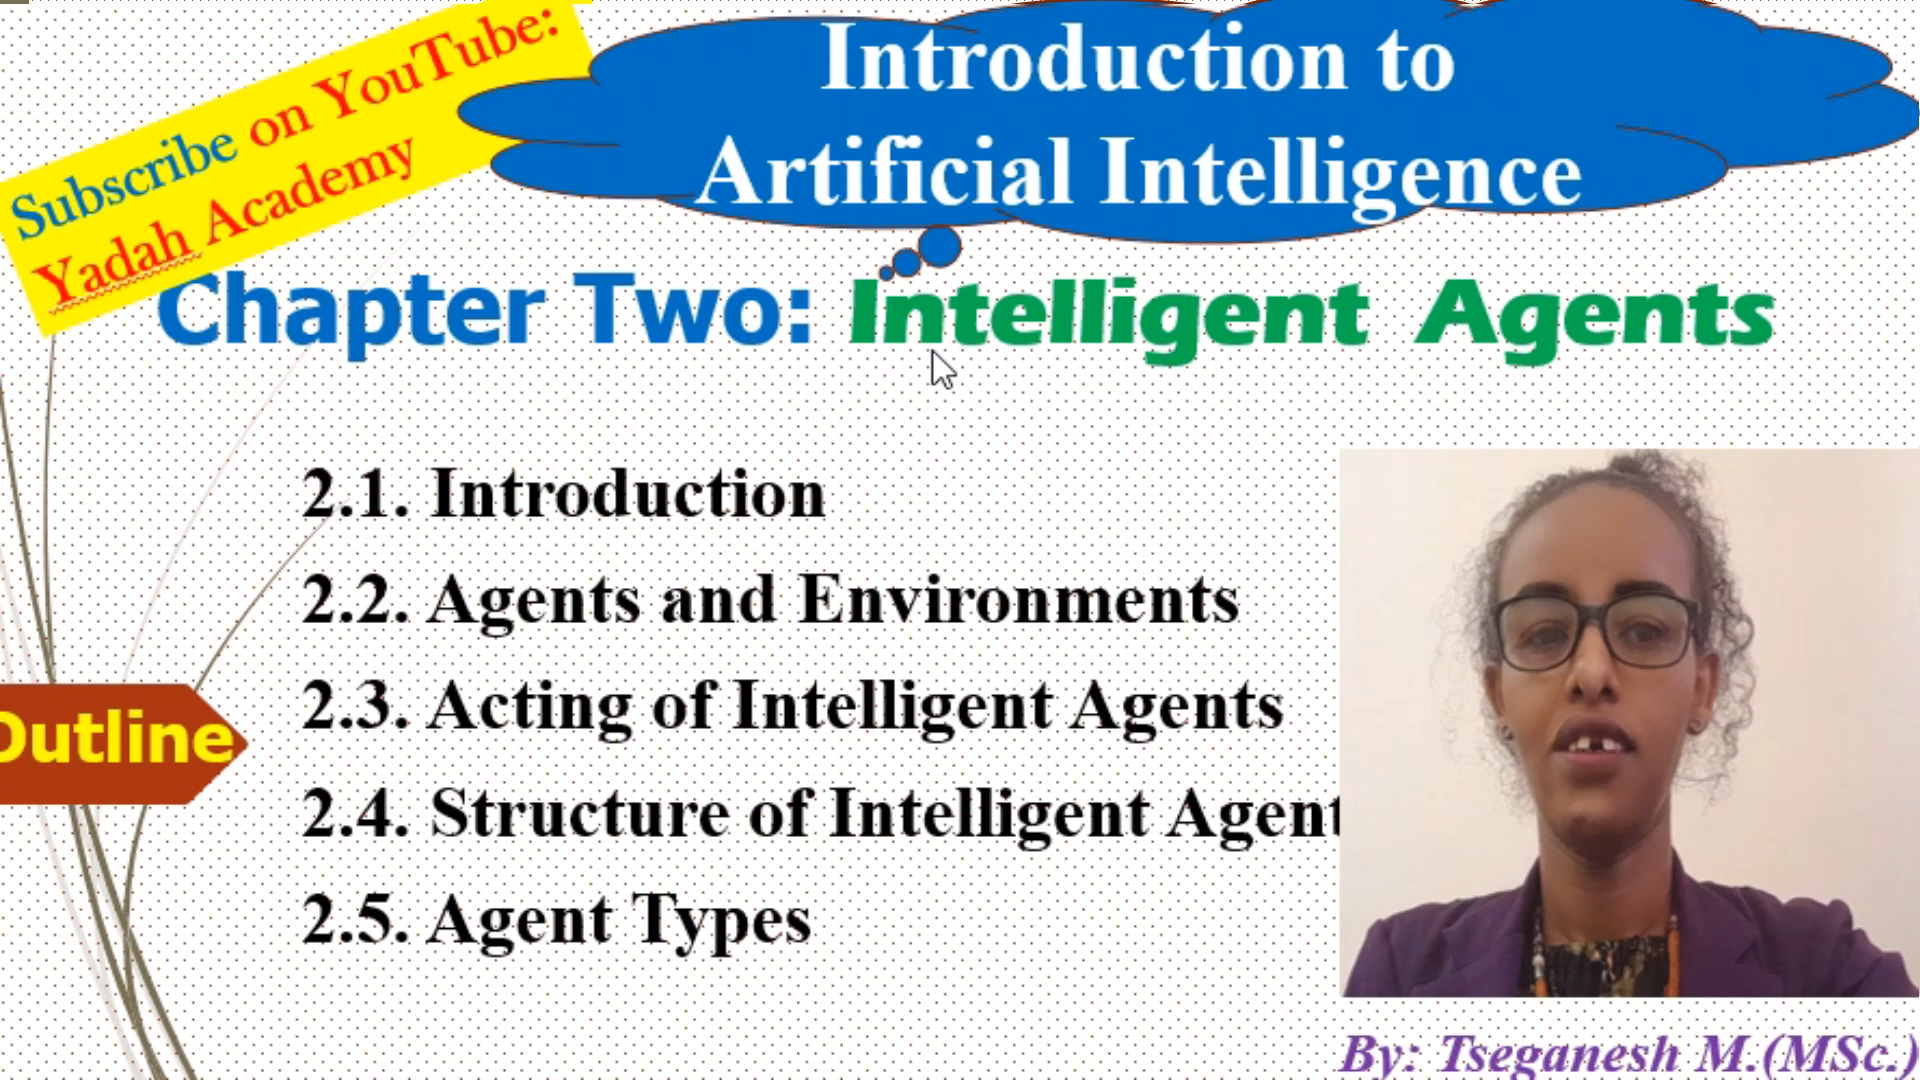 Subscribe on YouTube:
Yadah Academy
Introduction to
Artificial Intelligence
Chapter Two: Intelligent Agents
Outline
2.1. Introduction
2.2. Agents and Environments
2.3. Acting of Intelligent Agents
2.4. Structure of Intelligent Agent
2.5. Agent Types
By: Tseganesh M.(MSc.)